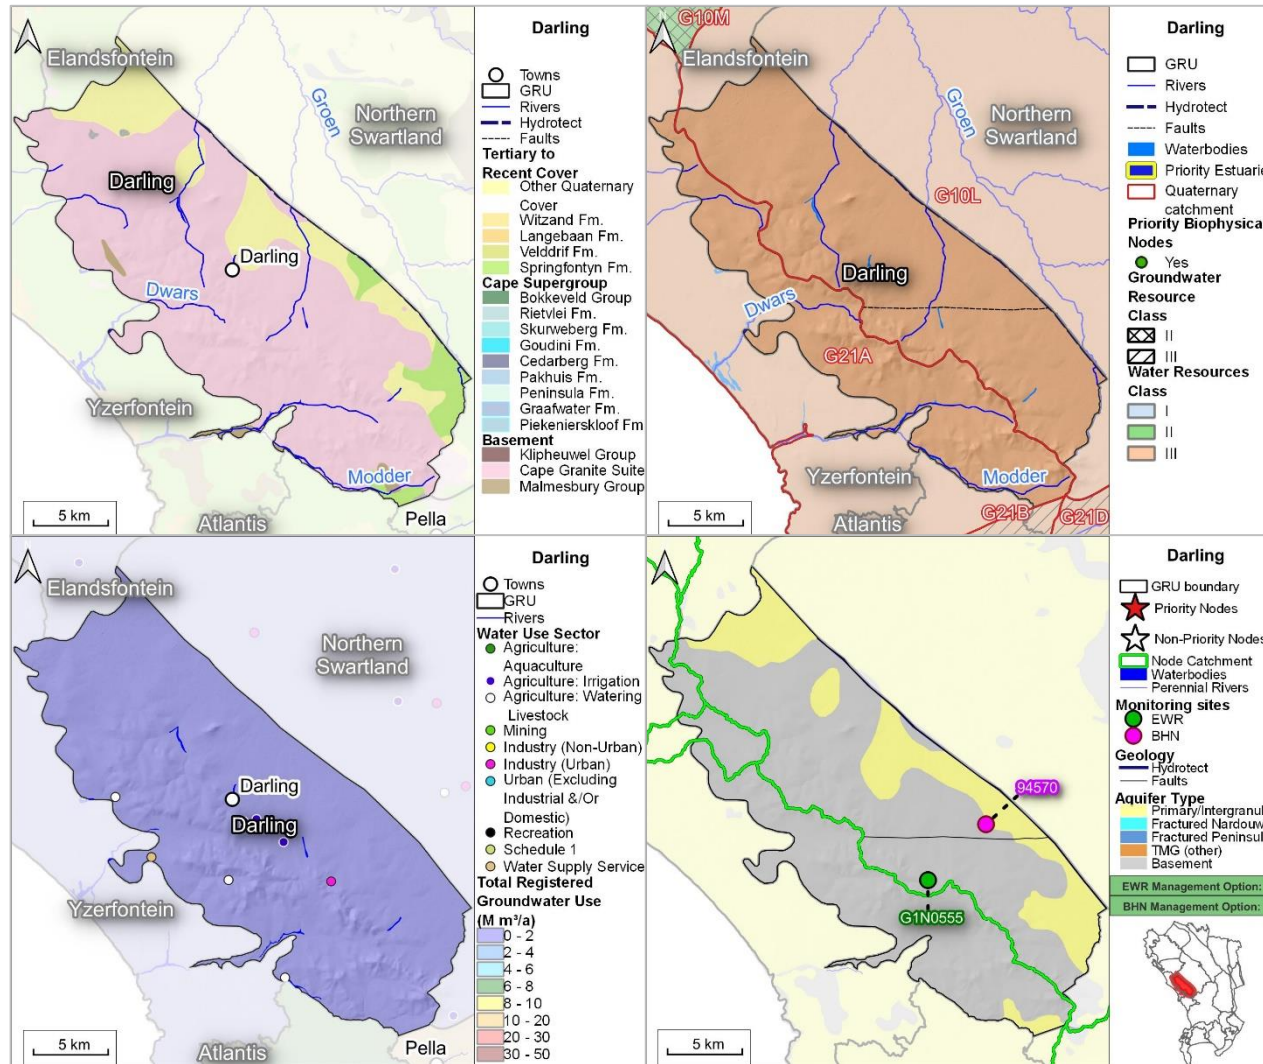 Elandsfontein
Groen
Northern
Swartland
Darling
Darling
Dwars
Yzerfontein
Modder
Atlantis
Pella
5 km
Darling
Towns
GRU
Rivers
Hydrotect
Faults
Tertiary to
Recent Cover
Other Quaternary
Cover
Witzand Fm.
Langebaan Fm.
Velddrif Fm.
Springfontyn Fm.
Cape Supergroup
Bokkeveld Group
Rietvlei Fm.
Skurweberg Fm.
Goudini Fm.
Cedarberg Fm.
Pakhuis Fm.
Peninsula Fm.
Graafwater Fm.
Piekenierskloof Fm
Basement
Klipheuwel Group
Cape Granite Suite
Malmesbury Group
G10M
Elandsfontein
Groen
Northern
Swartland
G10L
Darling
Dwars
G21A
Yzerfontein
Modder
Atlantis
G21B
G21D
5 km
Darling
GRU
Rivers
Hydrotect
Faults
Waterbodies
Priority Estuarie
Quaternary
catchment
Priority Biophysica
Nodes
Yes
Groundwater
Resource
Class
II
III
Water Resources
Class
I
II
III
Elandsfontein
Northern
Swartland
Darling
Darling
Yzerfontein
Atlantis
Pella
5 km
Darling
Towns
GRU
Rivers
Water Use Sector
Agriculture:
Aquaculture
Agriculture: Irrigation
Agriculture: Watering
Livestock
Mining
Industry (Non-Urban)
Industry (Urban)
Urban (Excluding
Industrial &/Or
Domestic)
Recreation
Schedule 1
Water Supply Service
Total Registered
Groundwater Use
(M m³/a)
0 - 2
2 - 4
4 - 6
6 - 8
8 - 10
10 - 20
20 - 30
30 - 50
94570
G1N0555
5 km
Darling
GRU boundary
Priority Nodes
Non-Priority Nodes
Node Catchment
Waterbodies
Perennial Rivers
Monitoring sites
EWR
BHN
Geology
Hydrotect
Faults
Aquifer Type
Primary/Intergranul
Fractured Nardouw
Fractured Peninsul
TMG (other)
Basement
EWR Management Option:
BHN Management Option: